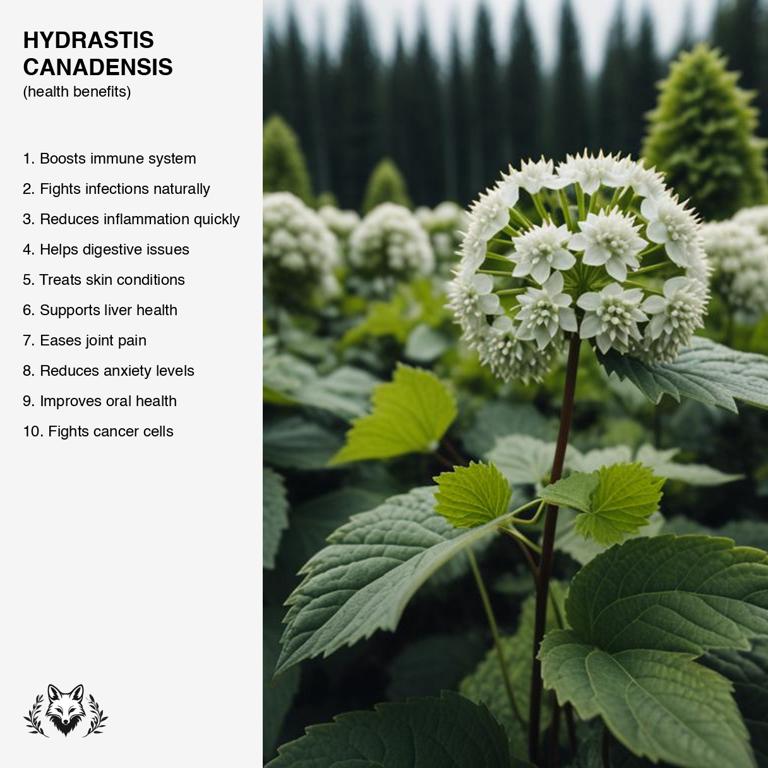 HYDRASTIS
CANADENSIS
(health benefits)
1. Boosts immune system
2. Fights infections naturally
3. Reduces inflammation quickly
4. Helps digestive issues
5. Treats skin conditions
6. Supports liver health
7. Eases joint pain
8. Reduces anxiety levels
9. Improves oral health
10. Fights cancer cells